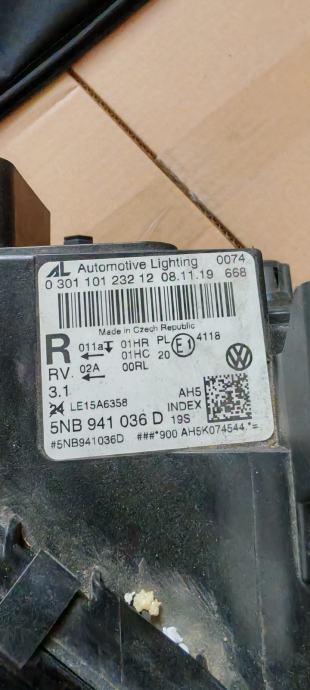 AL Automotive Lighting 0074
0 301 101 232 12 08.11.19 668
Made in Czech Republic
R 011a 01HR PL E1 4118
01HC 20
RV 02A 00RL
3.1
24 LE15A6358 AH5
INDEX
5NB 941 036 D 19S
#5NB941036D ###*900 AH5K074544 *=